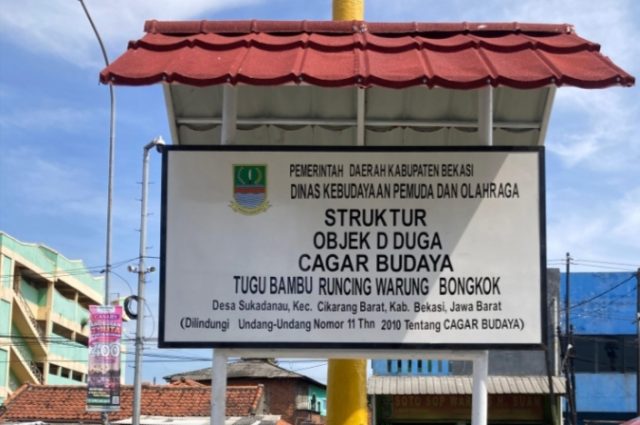 PEMERINTAH DAERAH KABUPATEN BEKASI
DINAS KEBUDAYAAN PEMUDA DAN OLAHRAGA
STRUKTUR
OBJEK D DUGA
CAGAR BUDAYA
TUGU BAMBU RUNCING WARUNG BONGKOK
Desa Sukadanau, Kec. Cikarang Barat, Kab. Bekasi, Jawa Barat
(Dilindungi Undang-Undang Nomor 11 Thn 2010 Tentang CAGAR BUDAYA)